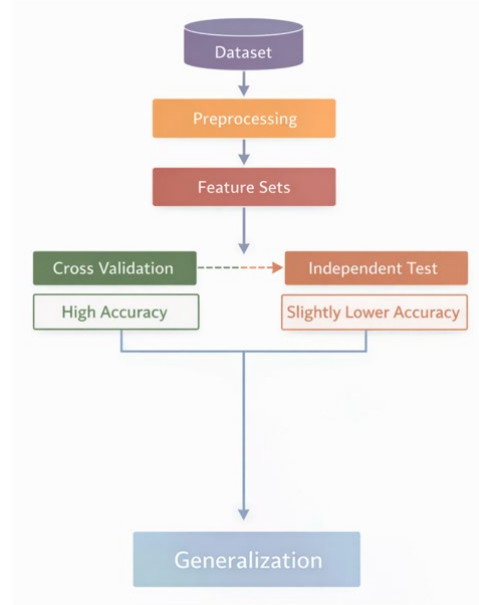 Dataset
Preprocessing
Feature Sets
Cross Validation
Independent Test
High Accuracy
Slightly Lower Accuracy
Generalization